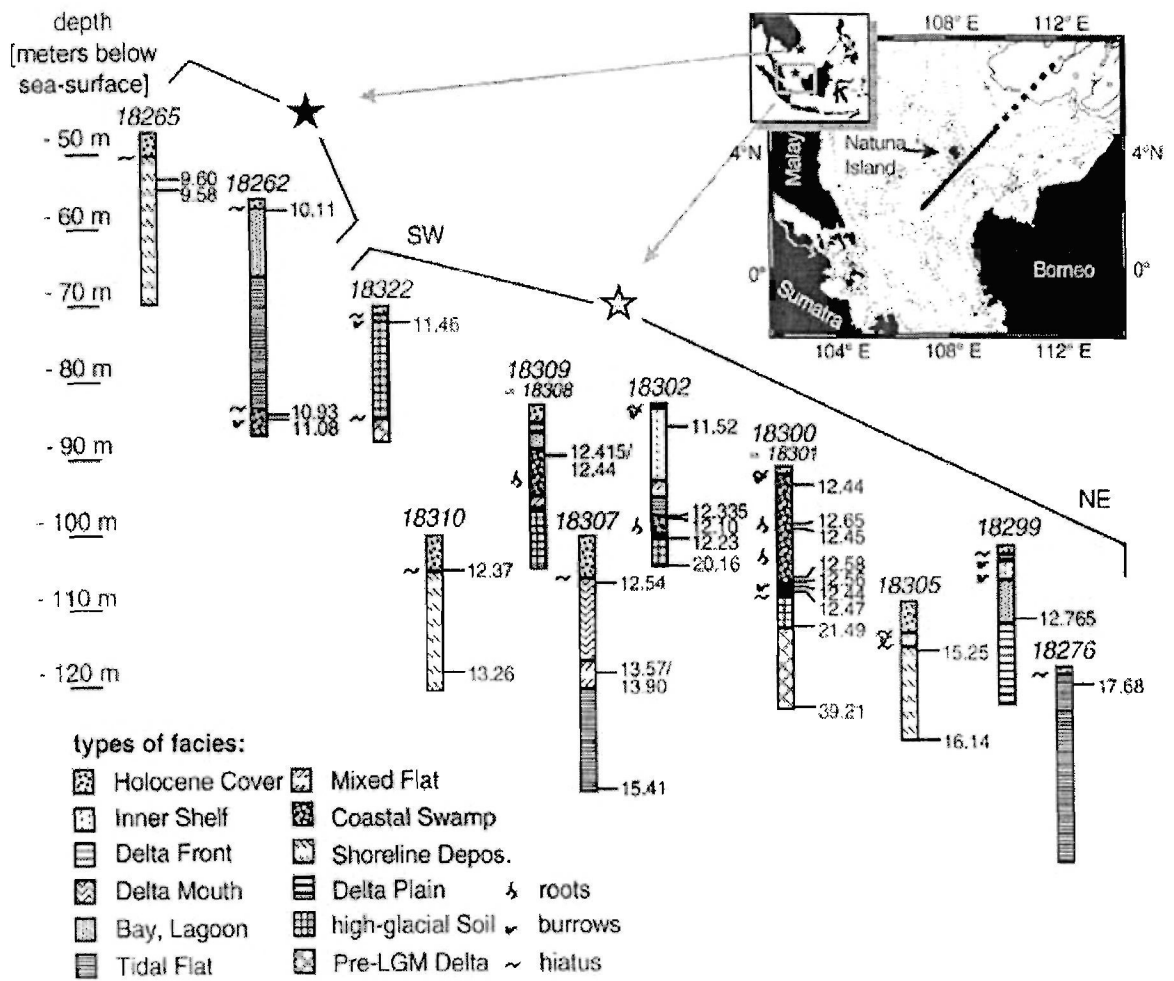 depth
[meters below
sea-surface]
108° E 112° E
18265
- 50 m
9.60
9.58
Natuna
Island
4°N
4°N
Malay
18262
10.11
- 60 m
SW
- 70 m
18322
11.46
0°
0°
Borneo
Sumatra
104° E 108° E 112° E
- 80 m
18309
18308
18302
10.93
11.08
11.52
- 90 m
12.415/
12.44
18300
18301
12.44
NE
- 100 m
18310
18307
12.335
12.10
12.23
20.16
12.65
12.45
18299
12.37
12.54
12.58
12.56
12.44
12.47
18305
- 110 m
21.49
12.765
15.25
18276
- 120 m
13.26
13.57/
13.90
17.68
39.21
16.14
15.41
types of facies:
Holocene Cover
Mixed Flat
Inner Shelf
Coastal Swamp
Delta Front
Shoreline Depos.
Delta Mouth
Delta Plain
roots
Bay, Lagoon
high-glacial Soil
burrows
Tidal Flat
Pre-LGM Delta
~ hiatus